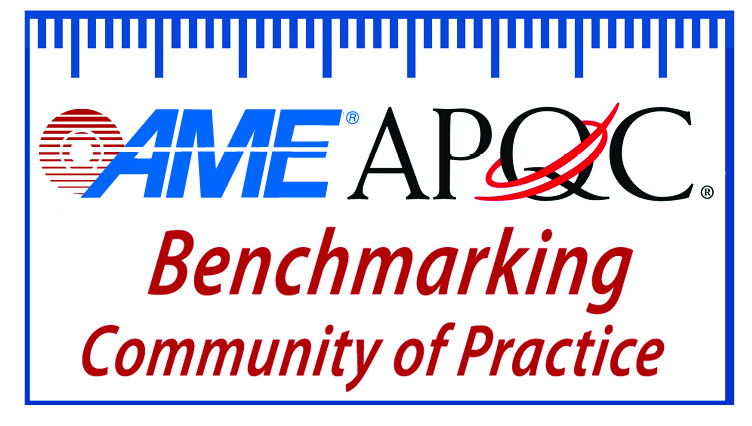 AME® APQC®
Benchmarking
Community of Practice